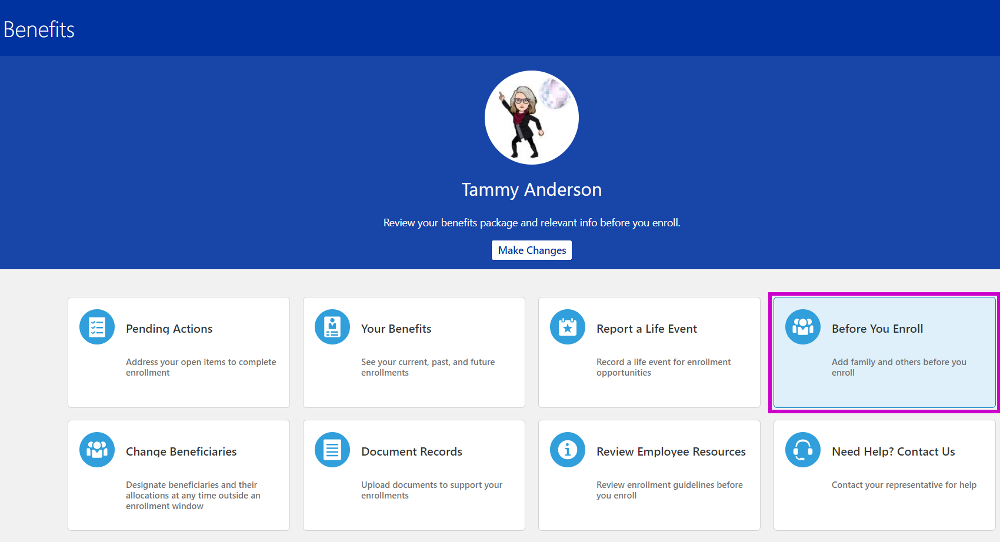 Benefits
Tammy Anderson
Review your benefits package and relevant info before you enroll.
Make Changes
Pending Actions
Address your open items to complete
enrollment
Your Benefits
See your current, past, and future
enrollments
Report a Life Event
Record a life event for enrollment
opportunities
Before You Enroll
Add family and others before you
enroll
Change Beneficiaries
Designate beneficiaries and their
allocations at any time outside an
enrollment window
Document Records
Upload documents to support your
enrollments
Review Employee Resources
Review enrollment guidelines before
you enroll
Need Help? Contact Us
Contact your representative for help